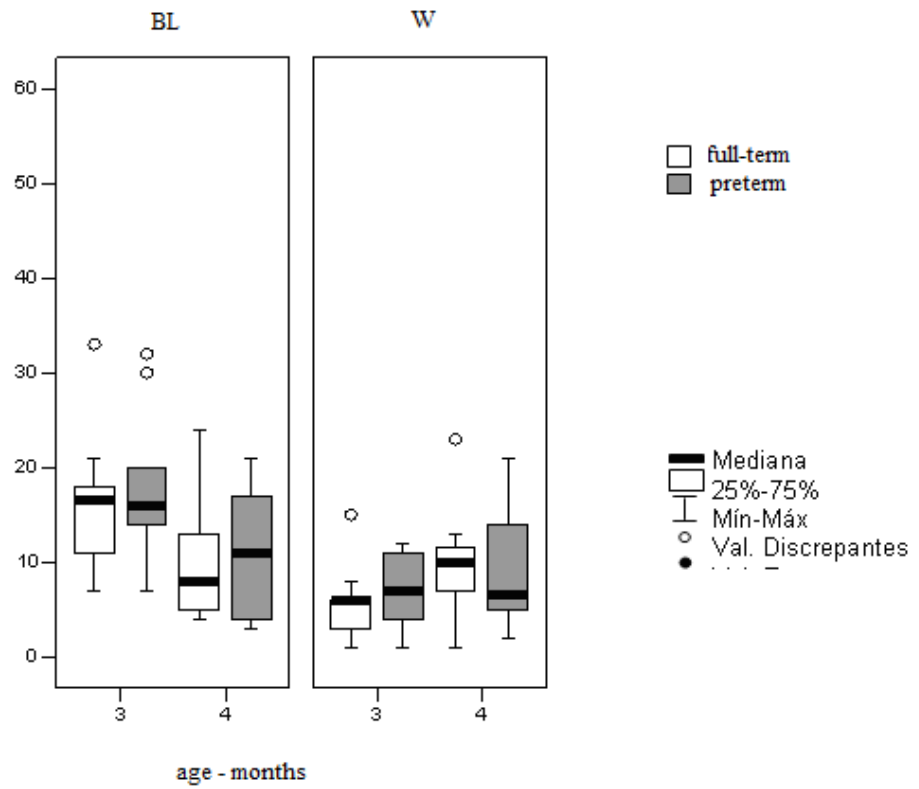 BL
W
60
50
40
30
20
10
0
3
4
3
4
age - months
full-term
preterm
Mediana
25%-75%
Mín-Máx
Val. Discrepantes